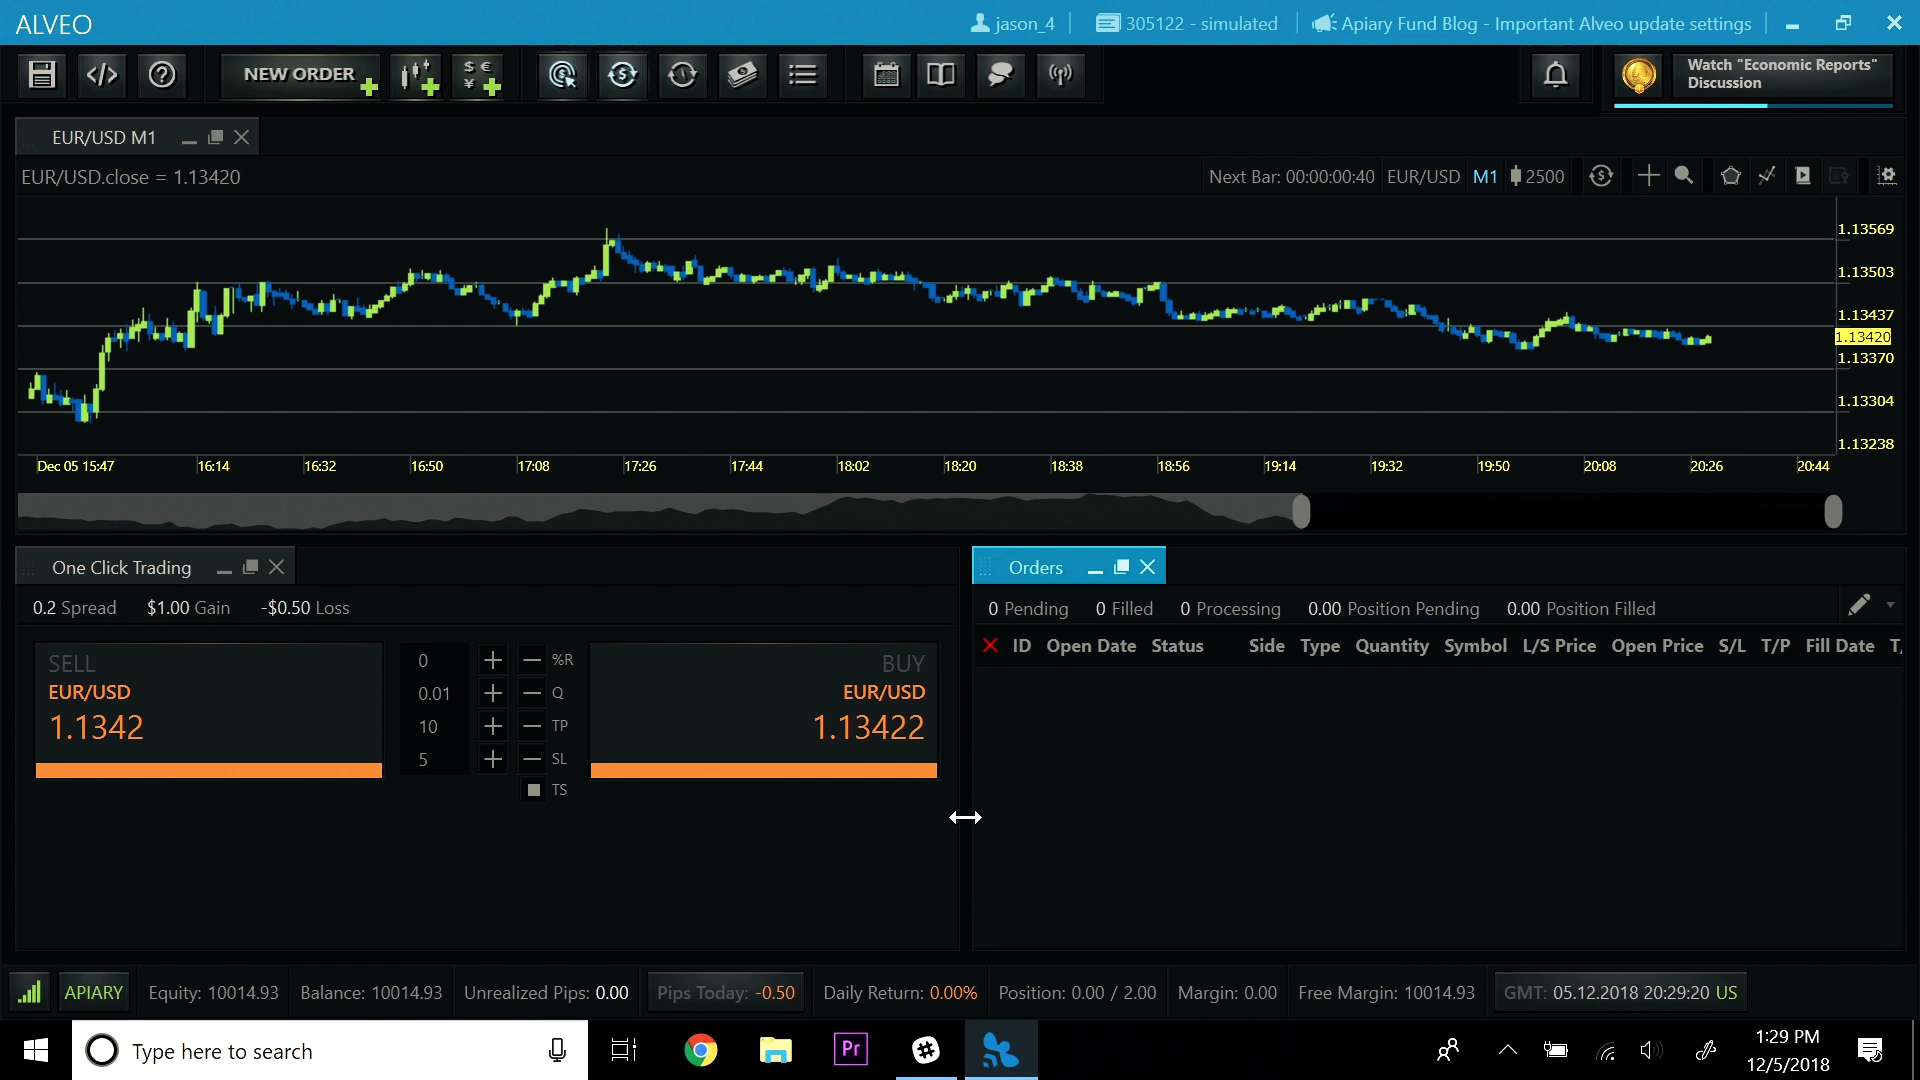 ALVEO
jason_4
305122 - simulated
Apiary Fund Blog - Important Alveo update settings
NEW ORDER
Watch "Economic Reports"
Discussion
EUR/USD M1
EUR/USD.close = 1.13420
Next Bar: 00:00:00:40 EUR/USD M1 2500
1.13569
1.13503
1.13437
1.13420
1.13370
1.13304
1.13238
Dec 05 15:47 16:14 16:32 16:50 17:08 17:26 17:44 18:02 18:20 18:38 18:56 19:14 19:32 19:50 20:08 20:26 20:44
One Click Trading
0.2 Spread $1.00 Gain -$0.50 Loss
SELL
EUR/USD
1.1342
0 + — %R
0.01 + — Q
10 + — TP
5 + — SL
TS
BUY
EUR/USD
1.13422
Orders
0 Pending 0 Filled 0 Processing 0.00 Position Pending 0.00 Position Filled
ID Open Date Status Side Type Quantity Symbol L/S Price Open Price S/L T/P Fill Date T/
APIARY Equity: 10014.93 Balance: 10014.93 Unrealized Pips: 0.00 Pips Today: -0.50 Daily Return: 0.00% Position: 0.00 / 2.00 Margin: 0.00 Free Margin: 10014.93 GMT: 05.12.2018 20:29:20 US
Type here to search
Pr
1:29 PM
12/5/2018